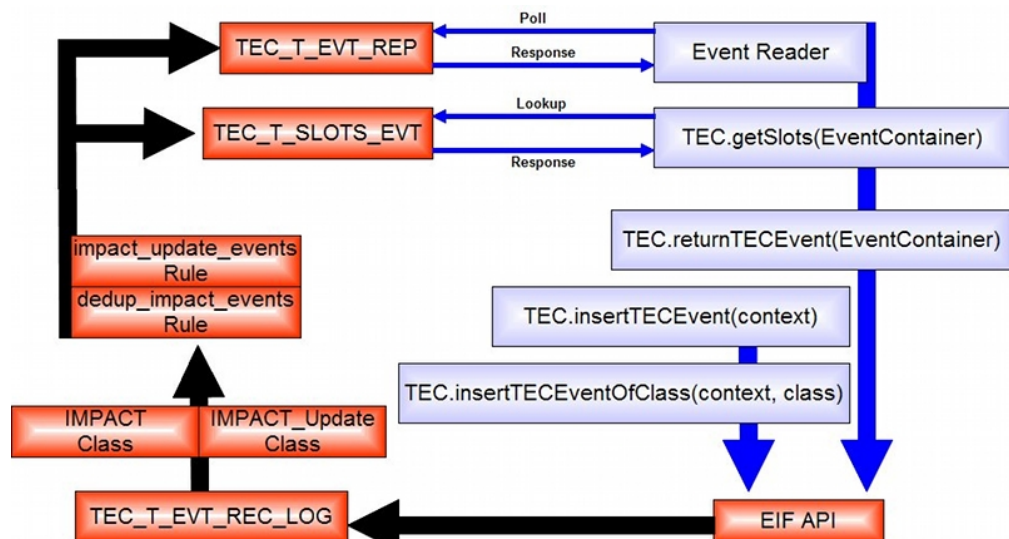 Poll
TEC_T_EVT_REP
Event Reader
Response
Lookup
TEC_T_SLOTS_EVT
TEC.getSlots(EventContainer)
Response
TEC.returnTECEvent(EventContainer)
impact_update_events
Rule
dedup_impact_events
Rule
TEC.insertTECEvent(context)
TEC.insertTECEventOfClass(context, class)
IMPACT
Class
IMPACT_Update
Class
TEC_T_EVT_REC_LOG
EIF API